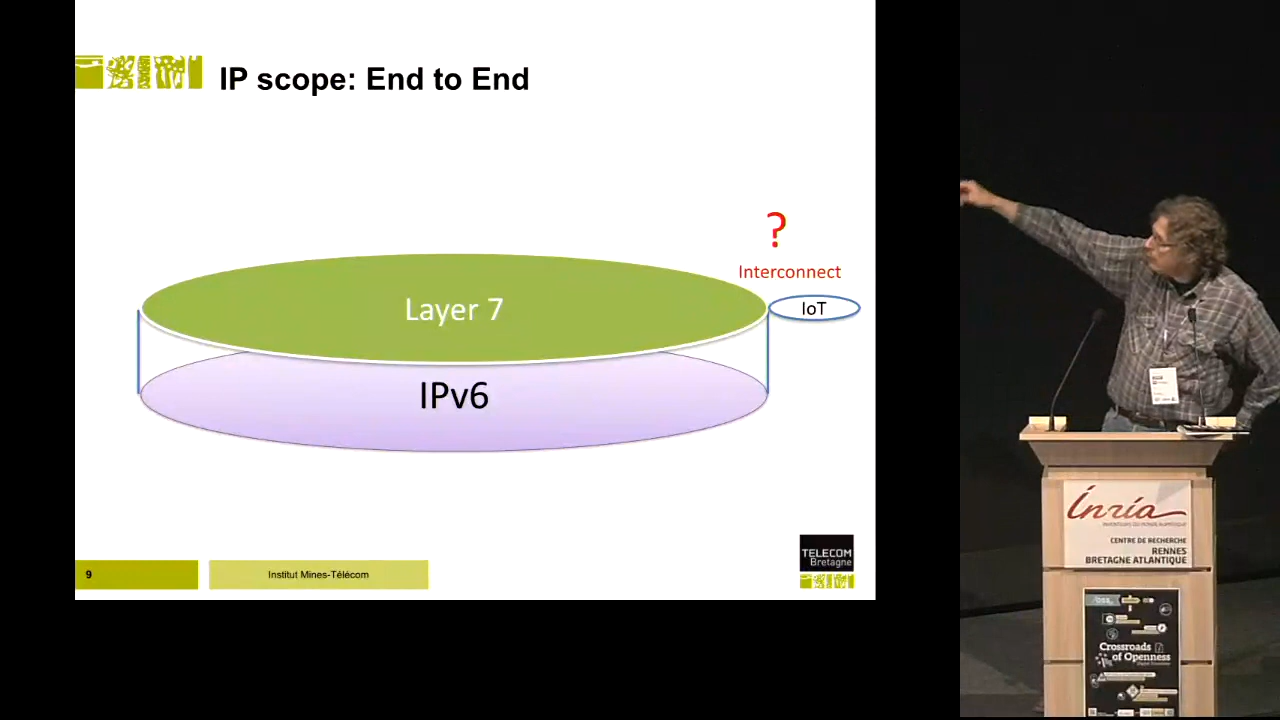 IP scope: End to End
?
Interconnect
Layer 7
IoT
IPv6
TELECOM
Bretagne
9
Institut Mines-Télécom
Inria
CENTRE DE RECHERCHE
RENNES
BRETAGNE ATLANTIQUE
Crossroads
of Openness